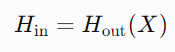 H_in = H_out(X)